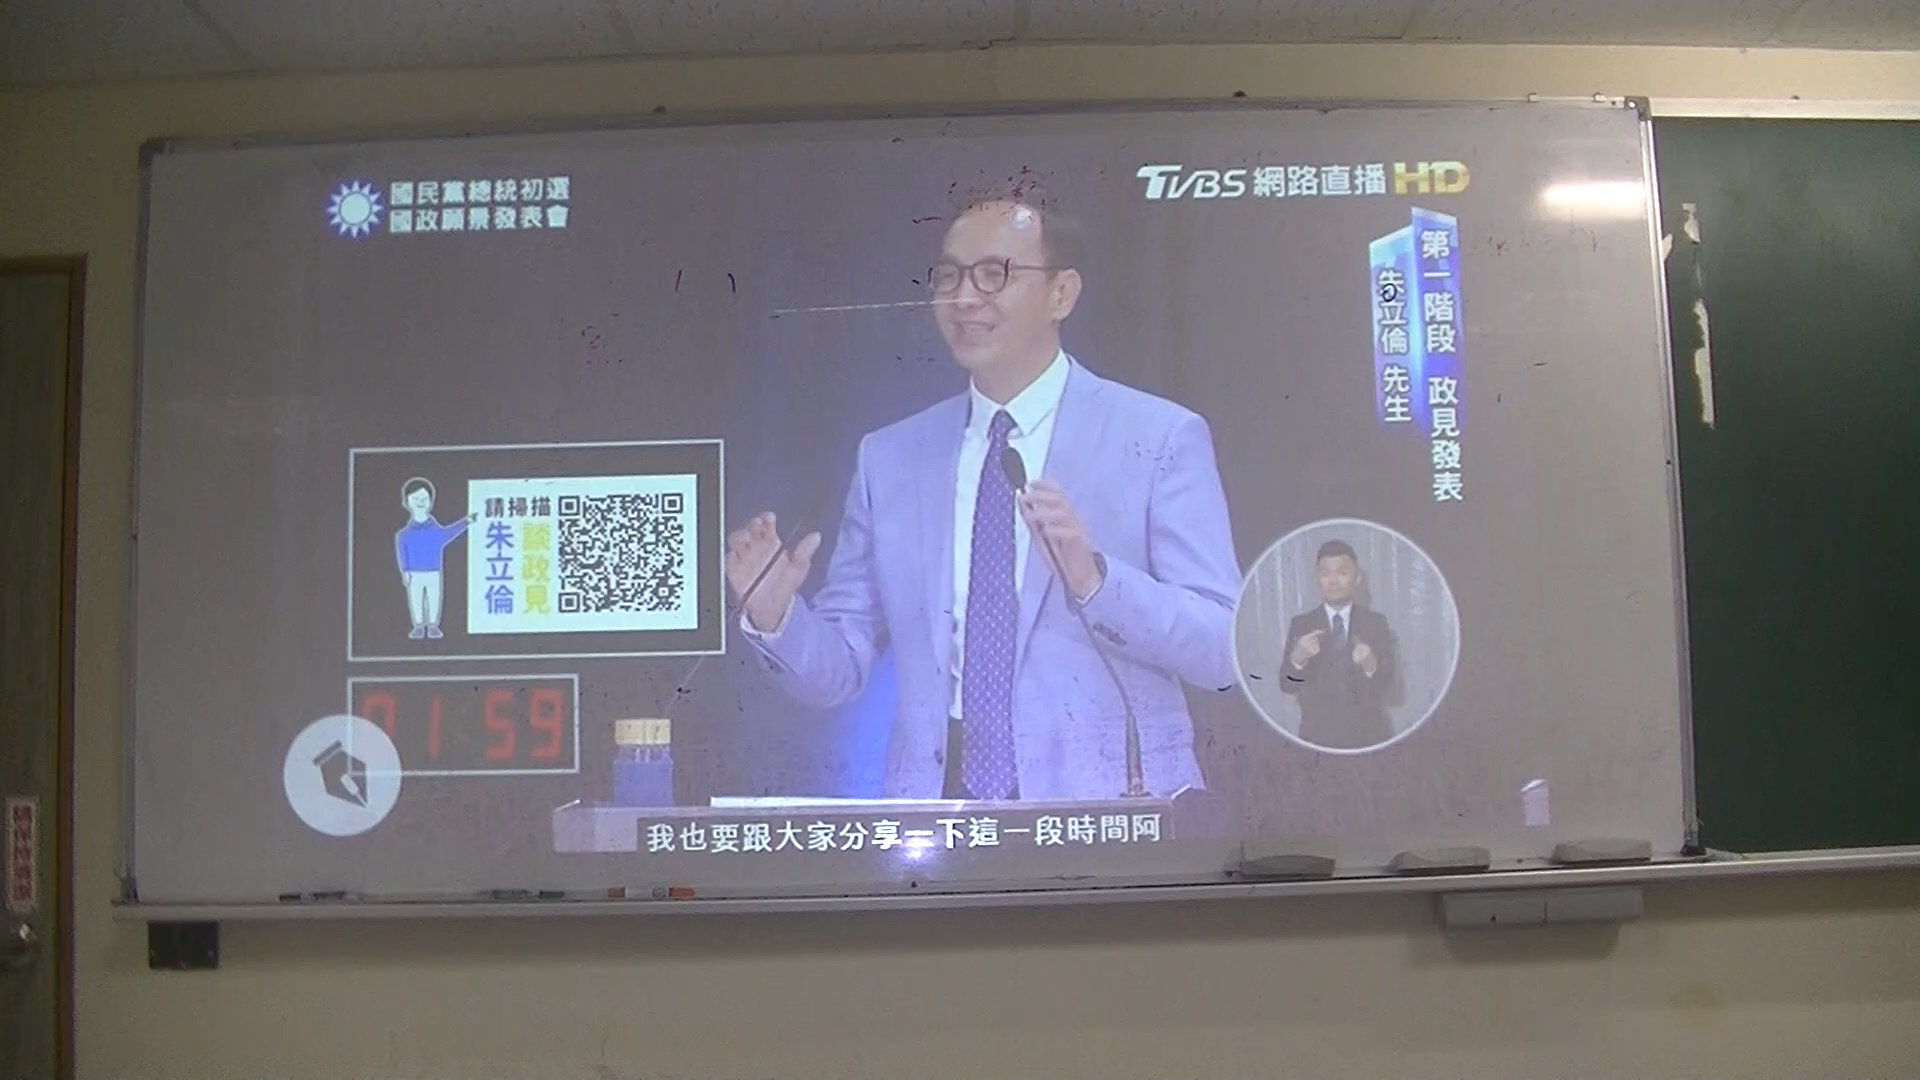 國民黨總統初選
國政願景發表會
TVBS 網路直播 HD
第一階段 政見發表
朱立倫 先生
請掃描
朱立倫
談政見
01:59
我也要跟大家分享一下這一段時間阿